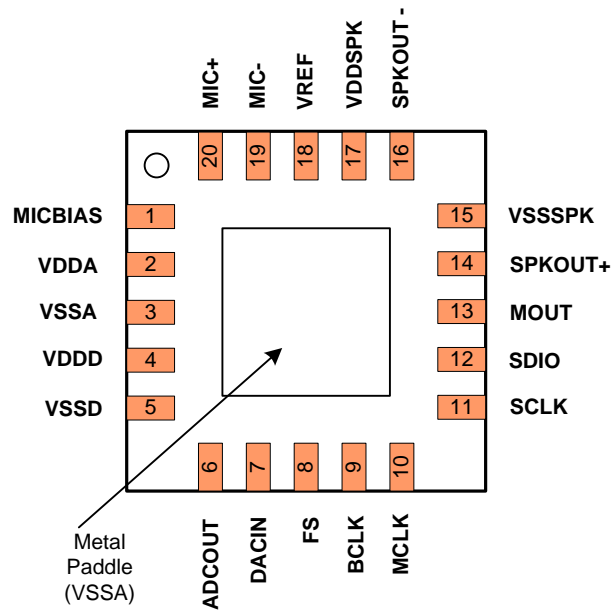 MIC+
MIC-
VREF
VDDSPK
SPKOUT -
20
19
18
17
16
MICBIAS
1
15
VSSSPK
VDDA
2
14
SPKOUT+
VSSA
3
13
MOUT
VDDD
4
12
SDIO
VSSD
5
11
SCLK
6
7
8
9
10
ADCOUT
DACIN
FS
BCLK
MCLK
Metal
Paddle
(VSSA)